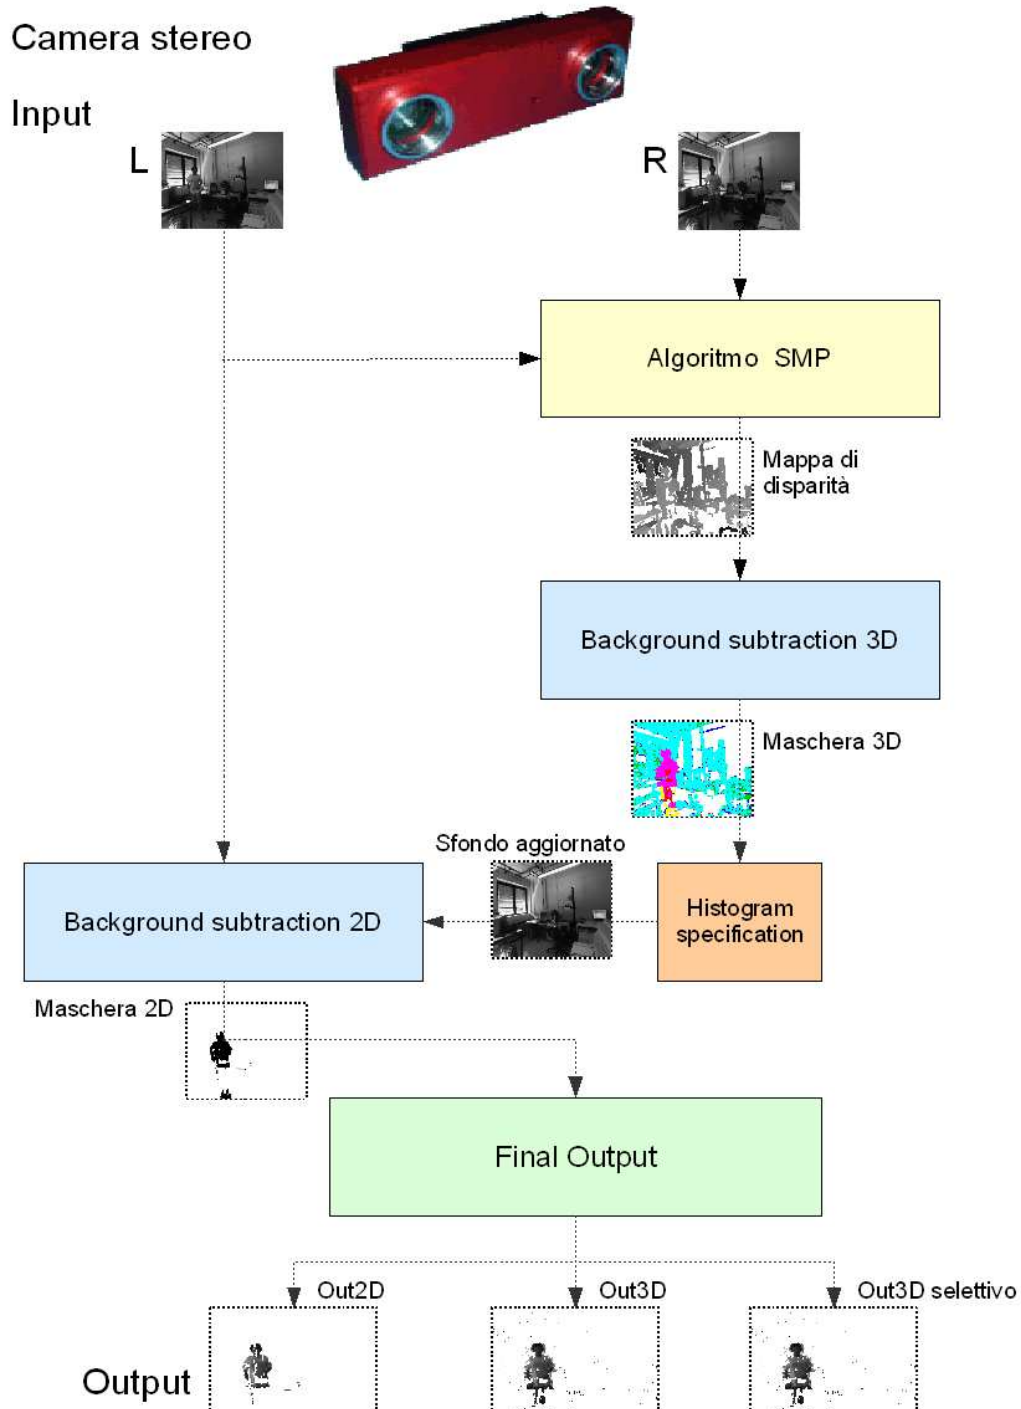 Camera stereo
Input
L
R
Algoritmo SMP
Mappa di
disparità
Background subtraction 3D
Maschera 3D
Sfondo aggiornato
Background subtraction 2D
Histogram
specification
Maschera 2D
Final Output
Out2D
Out3D
Out3D selettivo
Output